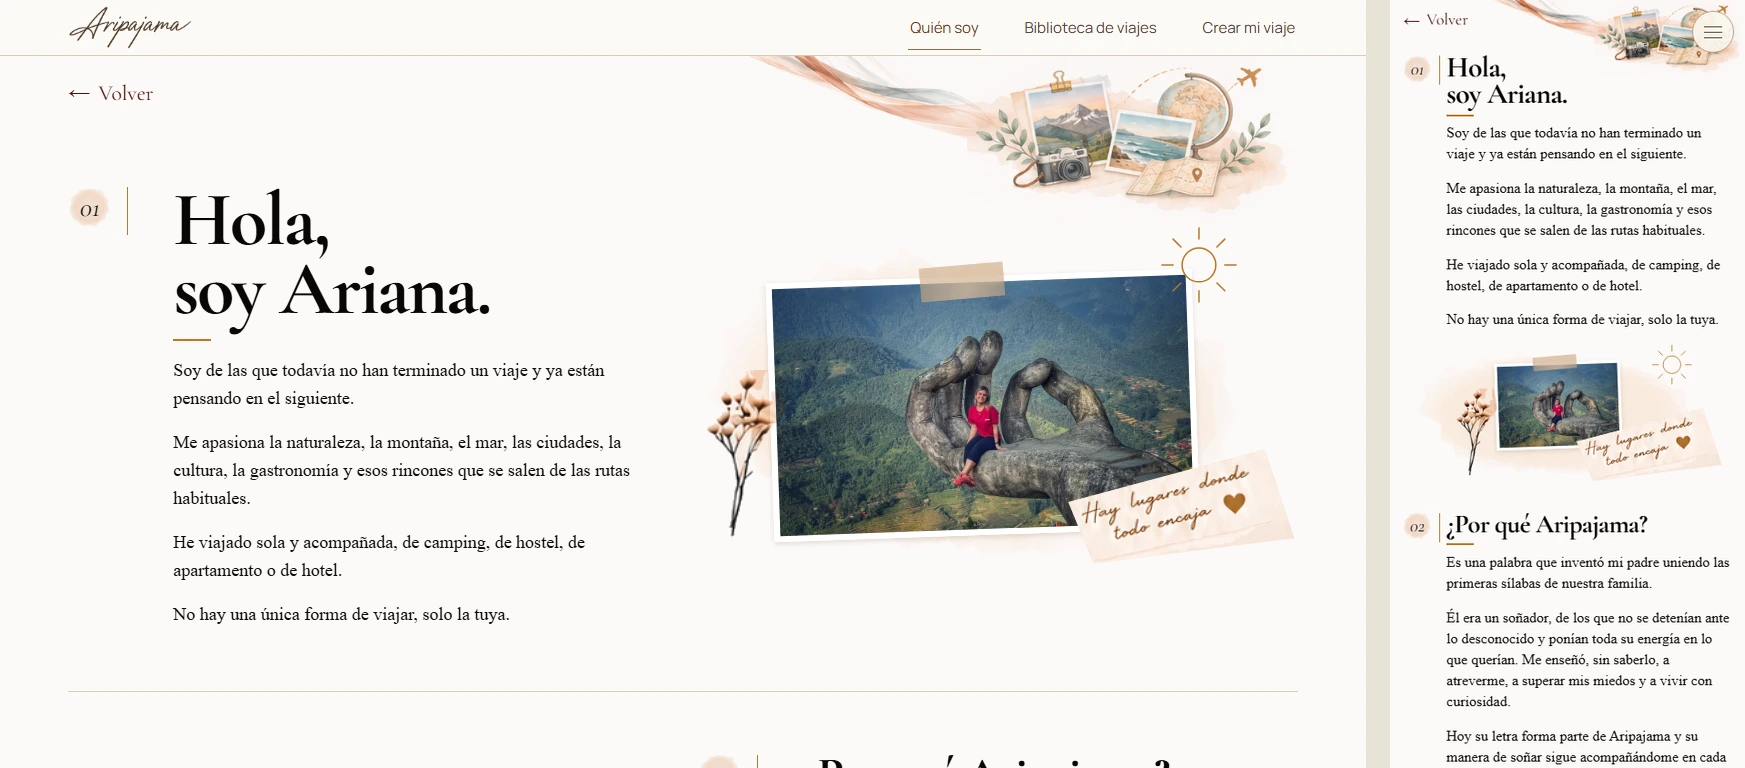 Aripajama
Quién soy
Biblioteca de viajes
Crear mi viaje
← Volver
01
Hola,
soy Ariana.
Soy de las que todavía no han terminado un viaje y ya están
pensando en el siguiente.
Me apasiona la naturaleza, la montaña, el mar, las ciudades, la
cultura, la gastronomía y esos rincones que se salen de las rutas
habituales.
He viajado sola y acompañada, de camping, de hostel, de
apartamento o de hotel.
No hay una única forma de viajar, solo la tuya.
Hay lugares donde
todo encaja
← Volver
01
Hola,
soy Ariana.
Soy de las que todavía no han terminado un
viaje y ya están pensando en el siguiente.
Me apasiona la naturaleza, la montaña, el mar,
las ciudades, la cultura, la gastronomía y esos
rincones que se salen de las rutas habituales.
He viajado sola y acompañada, de camping, de
hostel, de apartamento o de hotel.
No hay una única forma de viajar, solo la tuya.
Hay lugares donde
todo encaja
02
¿Por qué Aripajama?
Es una palabra que inventó mi padre uniendo las
primeras sílabas de nuestra familia.
Él era un soñador, de los que no se detenían ante
lo desconocido y ponían toda su energía en lo
que querían. Me enseñó, sin saberlo, a
atreverme, a superar mis miedos y a vivir con
curiosidad.
Hoy su letra forma parte de Aripajama y su
manera de soñar sigue acompañándome en cada